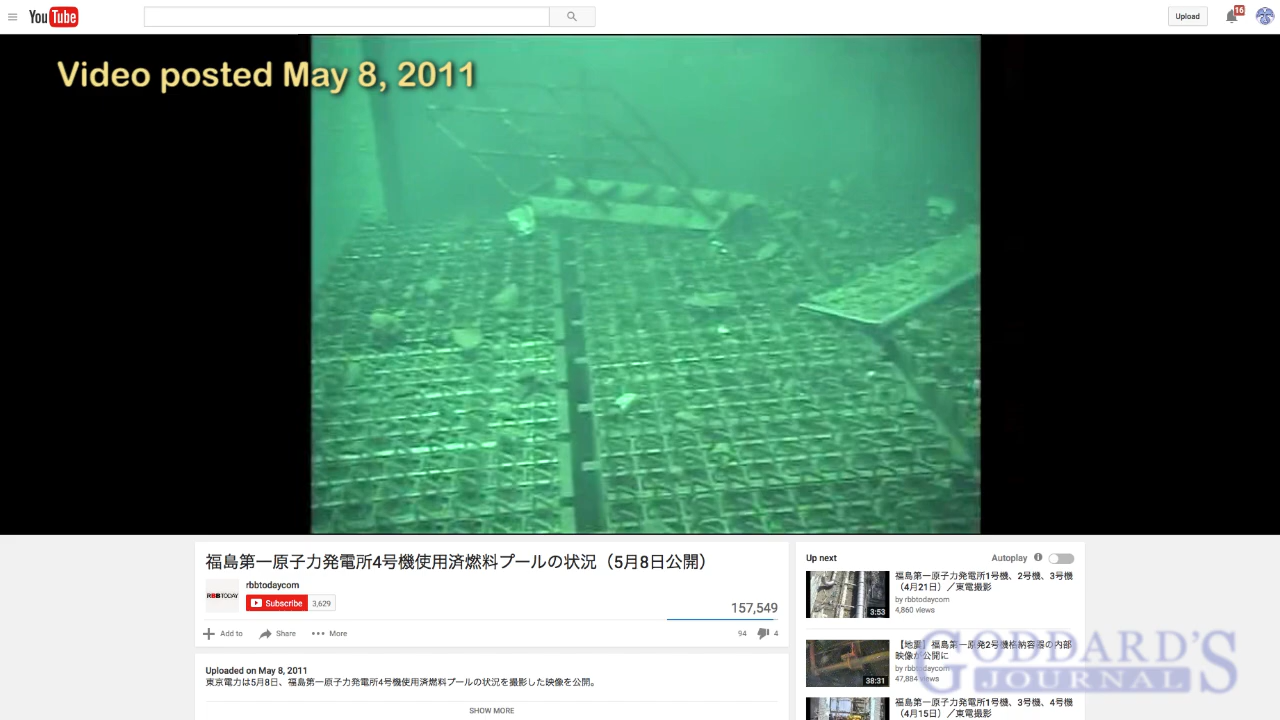 YouTube
Upload
16
Video posted May 8, 2011
福島第一原子力発電所4号機使用済燃料プールの状況（5月8日公開）
RBBTODAY
rbbtodaycom
Subscribe 3,629
157,549
Add to Share More
94 4
Uploaded on May 8, 2011
東京電力は5月8日、福島第一原子力発電所4号機使用済燃料プールの状況を撮影した映像を公開。
SHOW MORE
Up next Autoplay
福島第一原子力発電所1号機、2号機、3号機
（4月21日）／東電撮影
by rbbtodaycom
4,860 views
3:53
【地震】福島第一原発2号機格納容器の内部
映像が公開に
by rbbtodaycom
47,884 views
38:31
福島第一原子力発電所1号機、3号機、4号機
（4月15日）／東電撮影
GODDARD'S
JOURNAL